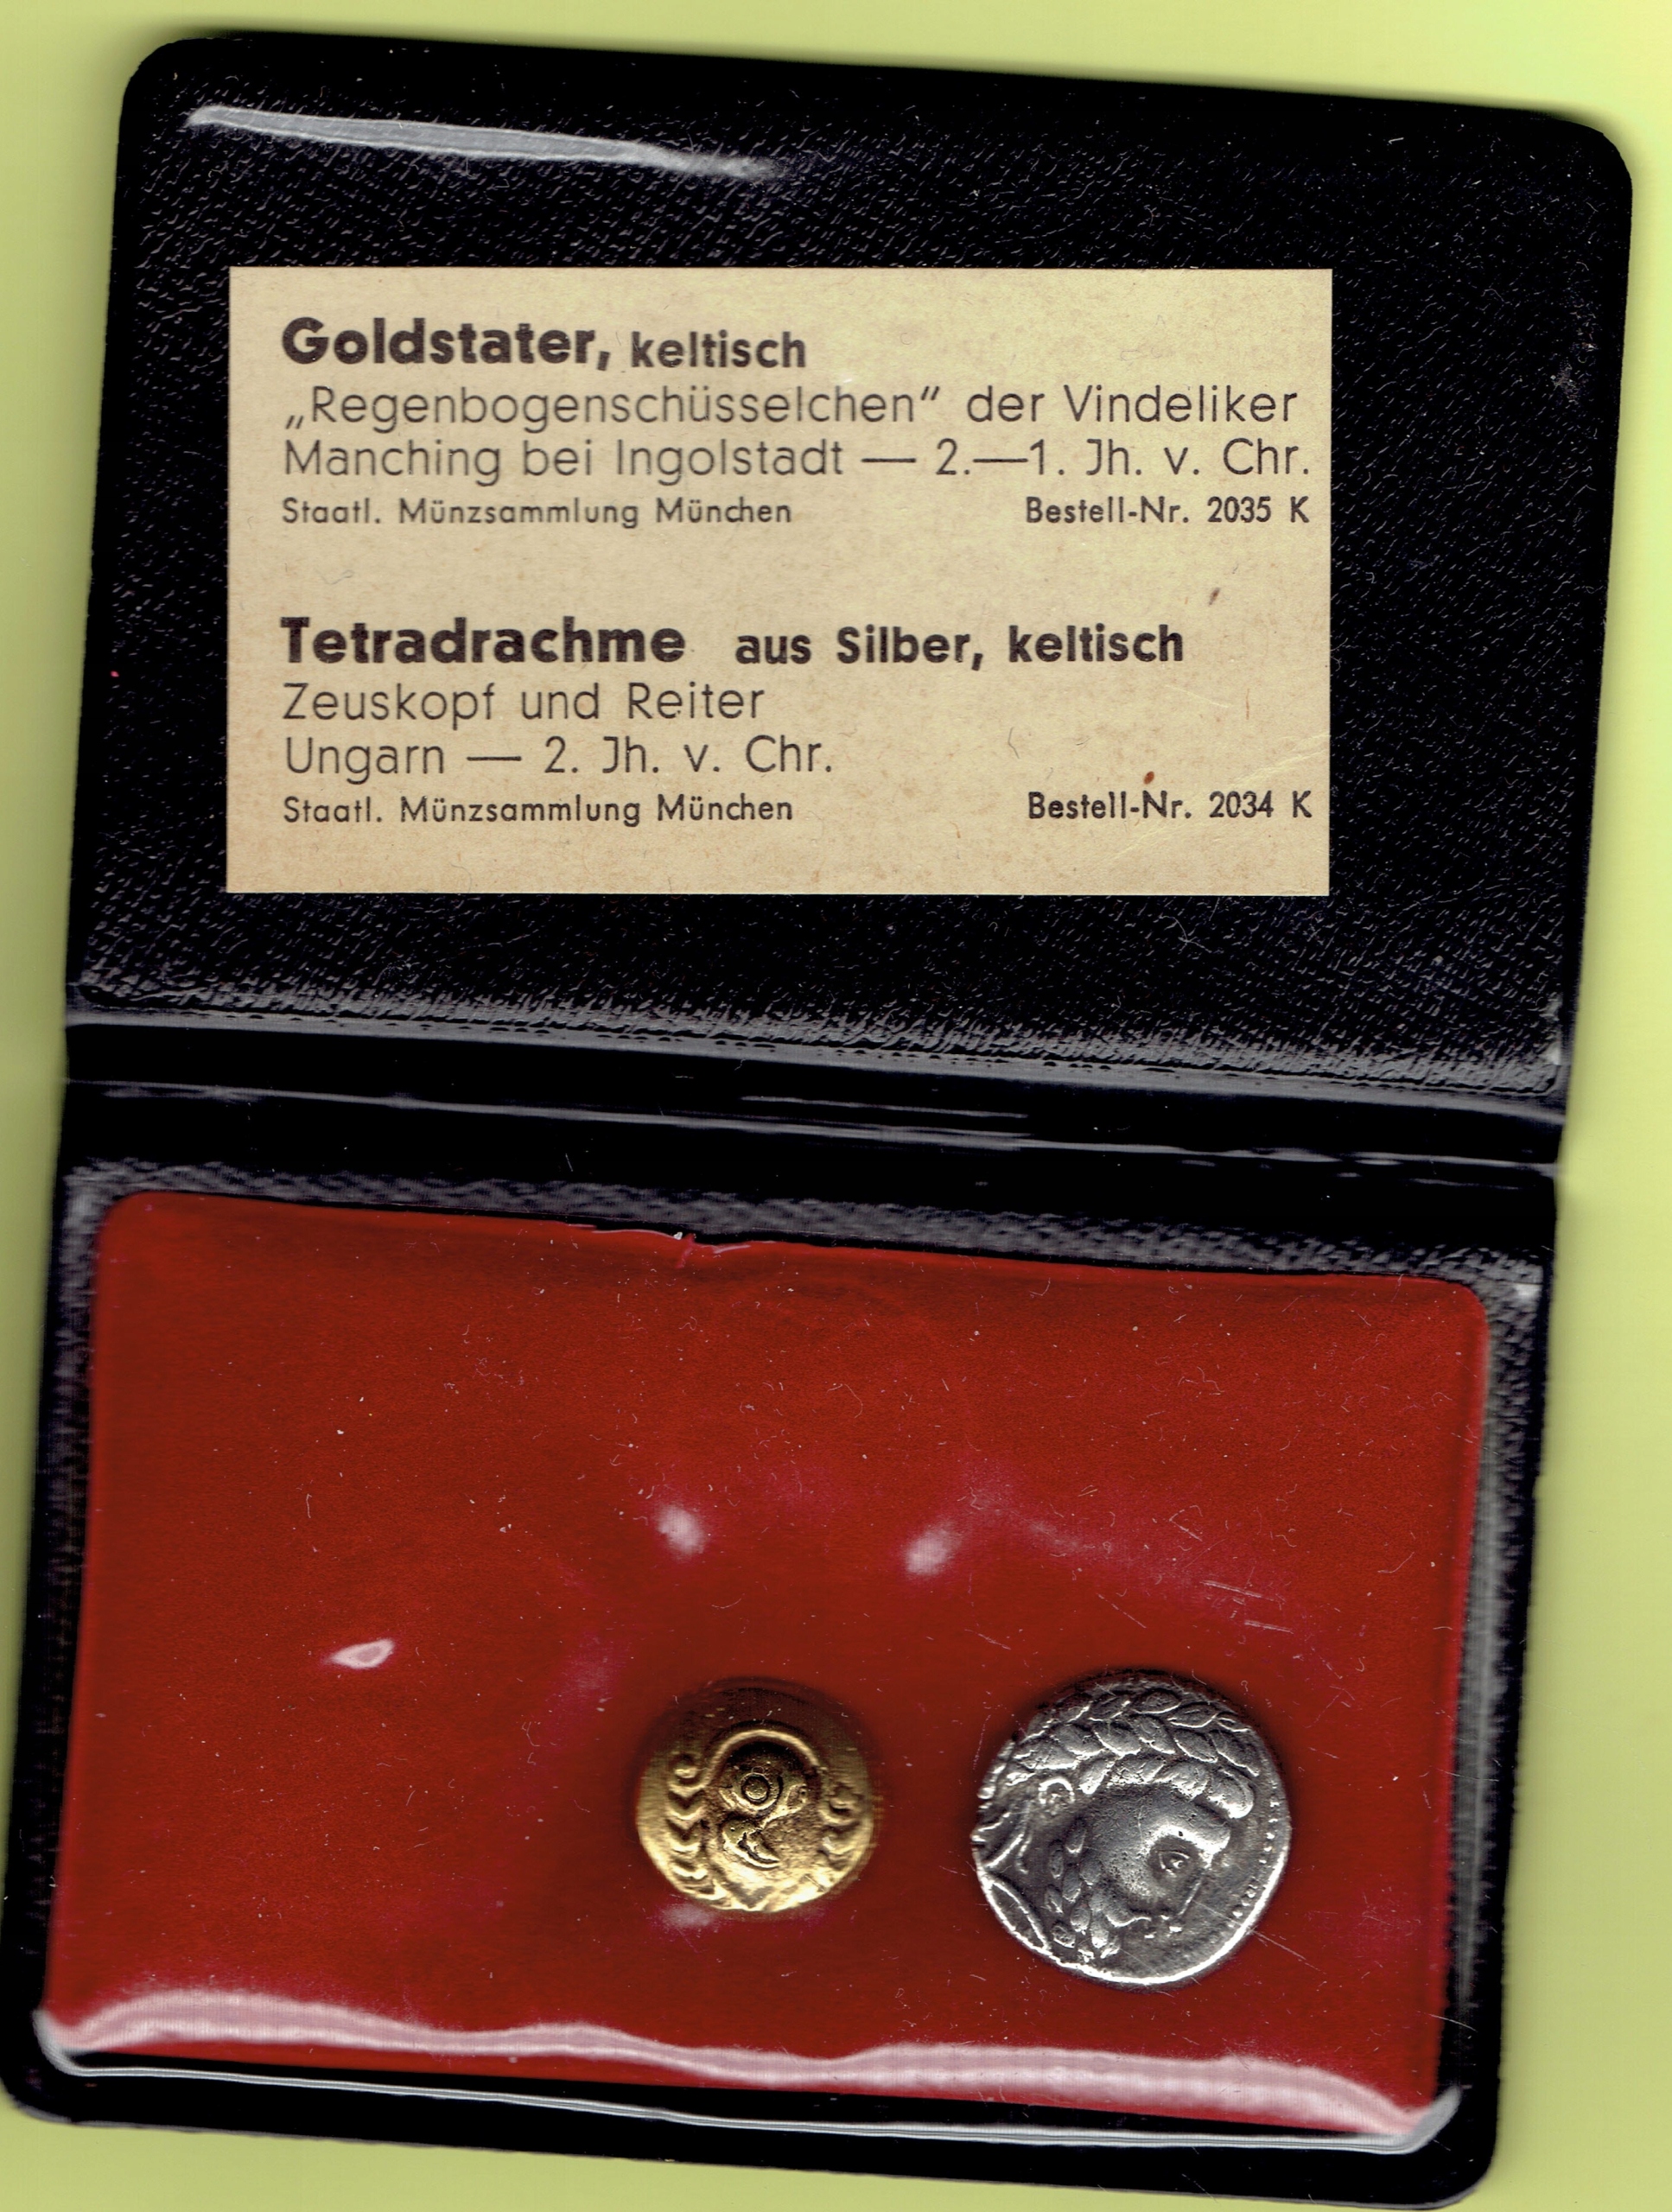 Goldstater, keltisch
„Regenbogenschüsselchen“ der Vindeliker
Manching bei Ingolstadt — 2.—1. Jh. v. Chr.
Staatl. Münzsammlung München Bestell-Nr. 2035 K
Tetradrachme aus Silber, keltisch
Zeuskopf und Reiter
Ungarn — 2. Jh. v. Chr.
Staatl. Münzsammlung München Bestell-Nr. 2034 K